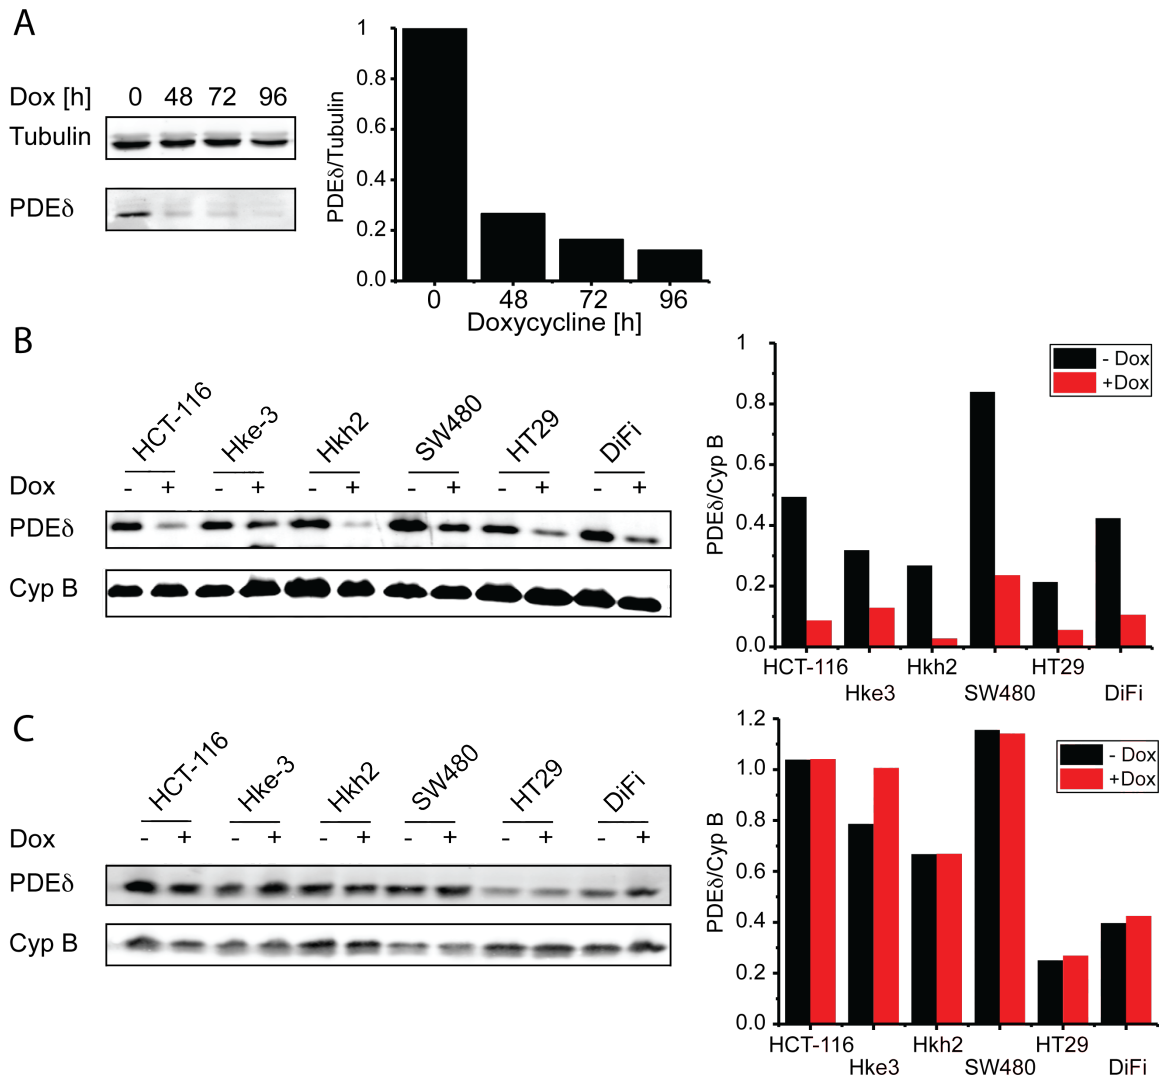 A
Dox [h] 0 48 72 96
Tubulin
PDEδ
1
0.8
0.6
0.4
0.2
0.0
PDEδ/Tubulin
0 48 72 96
Doxycycline [h]
B
HCT-116 Hke-3 Hkh2 SW480 HT29 DiFi
Dox - + - + - + - + - + - +
PDEδ
Cyp B
1
0.8
0.6
0.4
0.2
0.0
PDEδ/Cyp B
- Dox
+Dox
HCT-116 Hkh2 HT29
Hke3 SW480 DiFi
C
HCT-116 Hke-3 Hkh2 SW480 HT29 DiFi
Dox - + - + - + - + - + - +
PDEδ
Cyp B
1.2
1.0
0.8
0.6
0.4
0.2
0.0
PDEδ/Cyp B
- Dox
+Dox
HCT-116 Hkh2 HT29
Hke3 SW480 DiFi